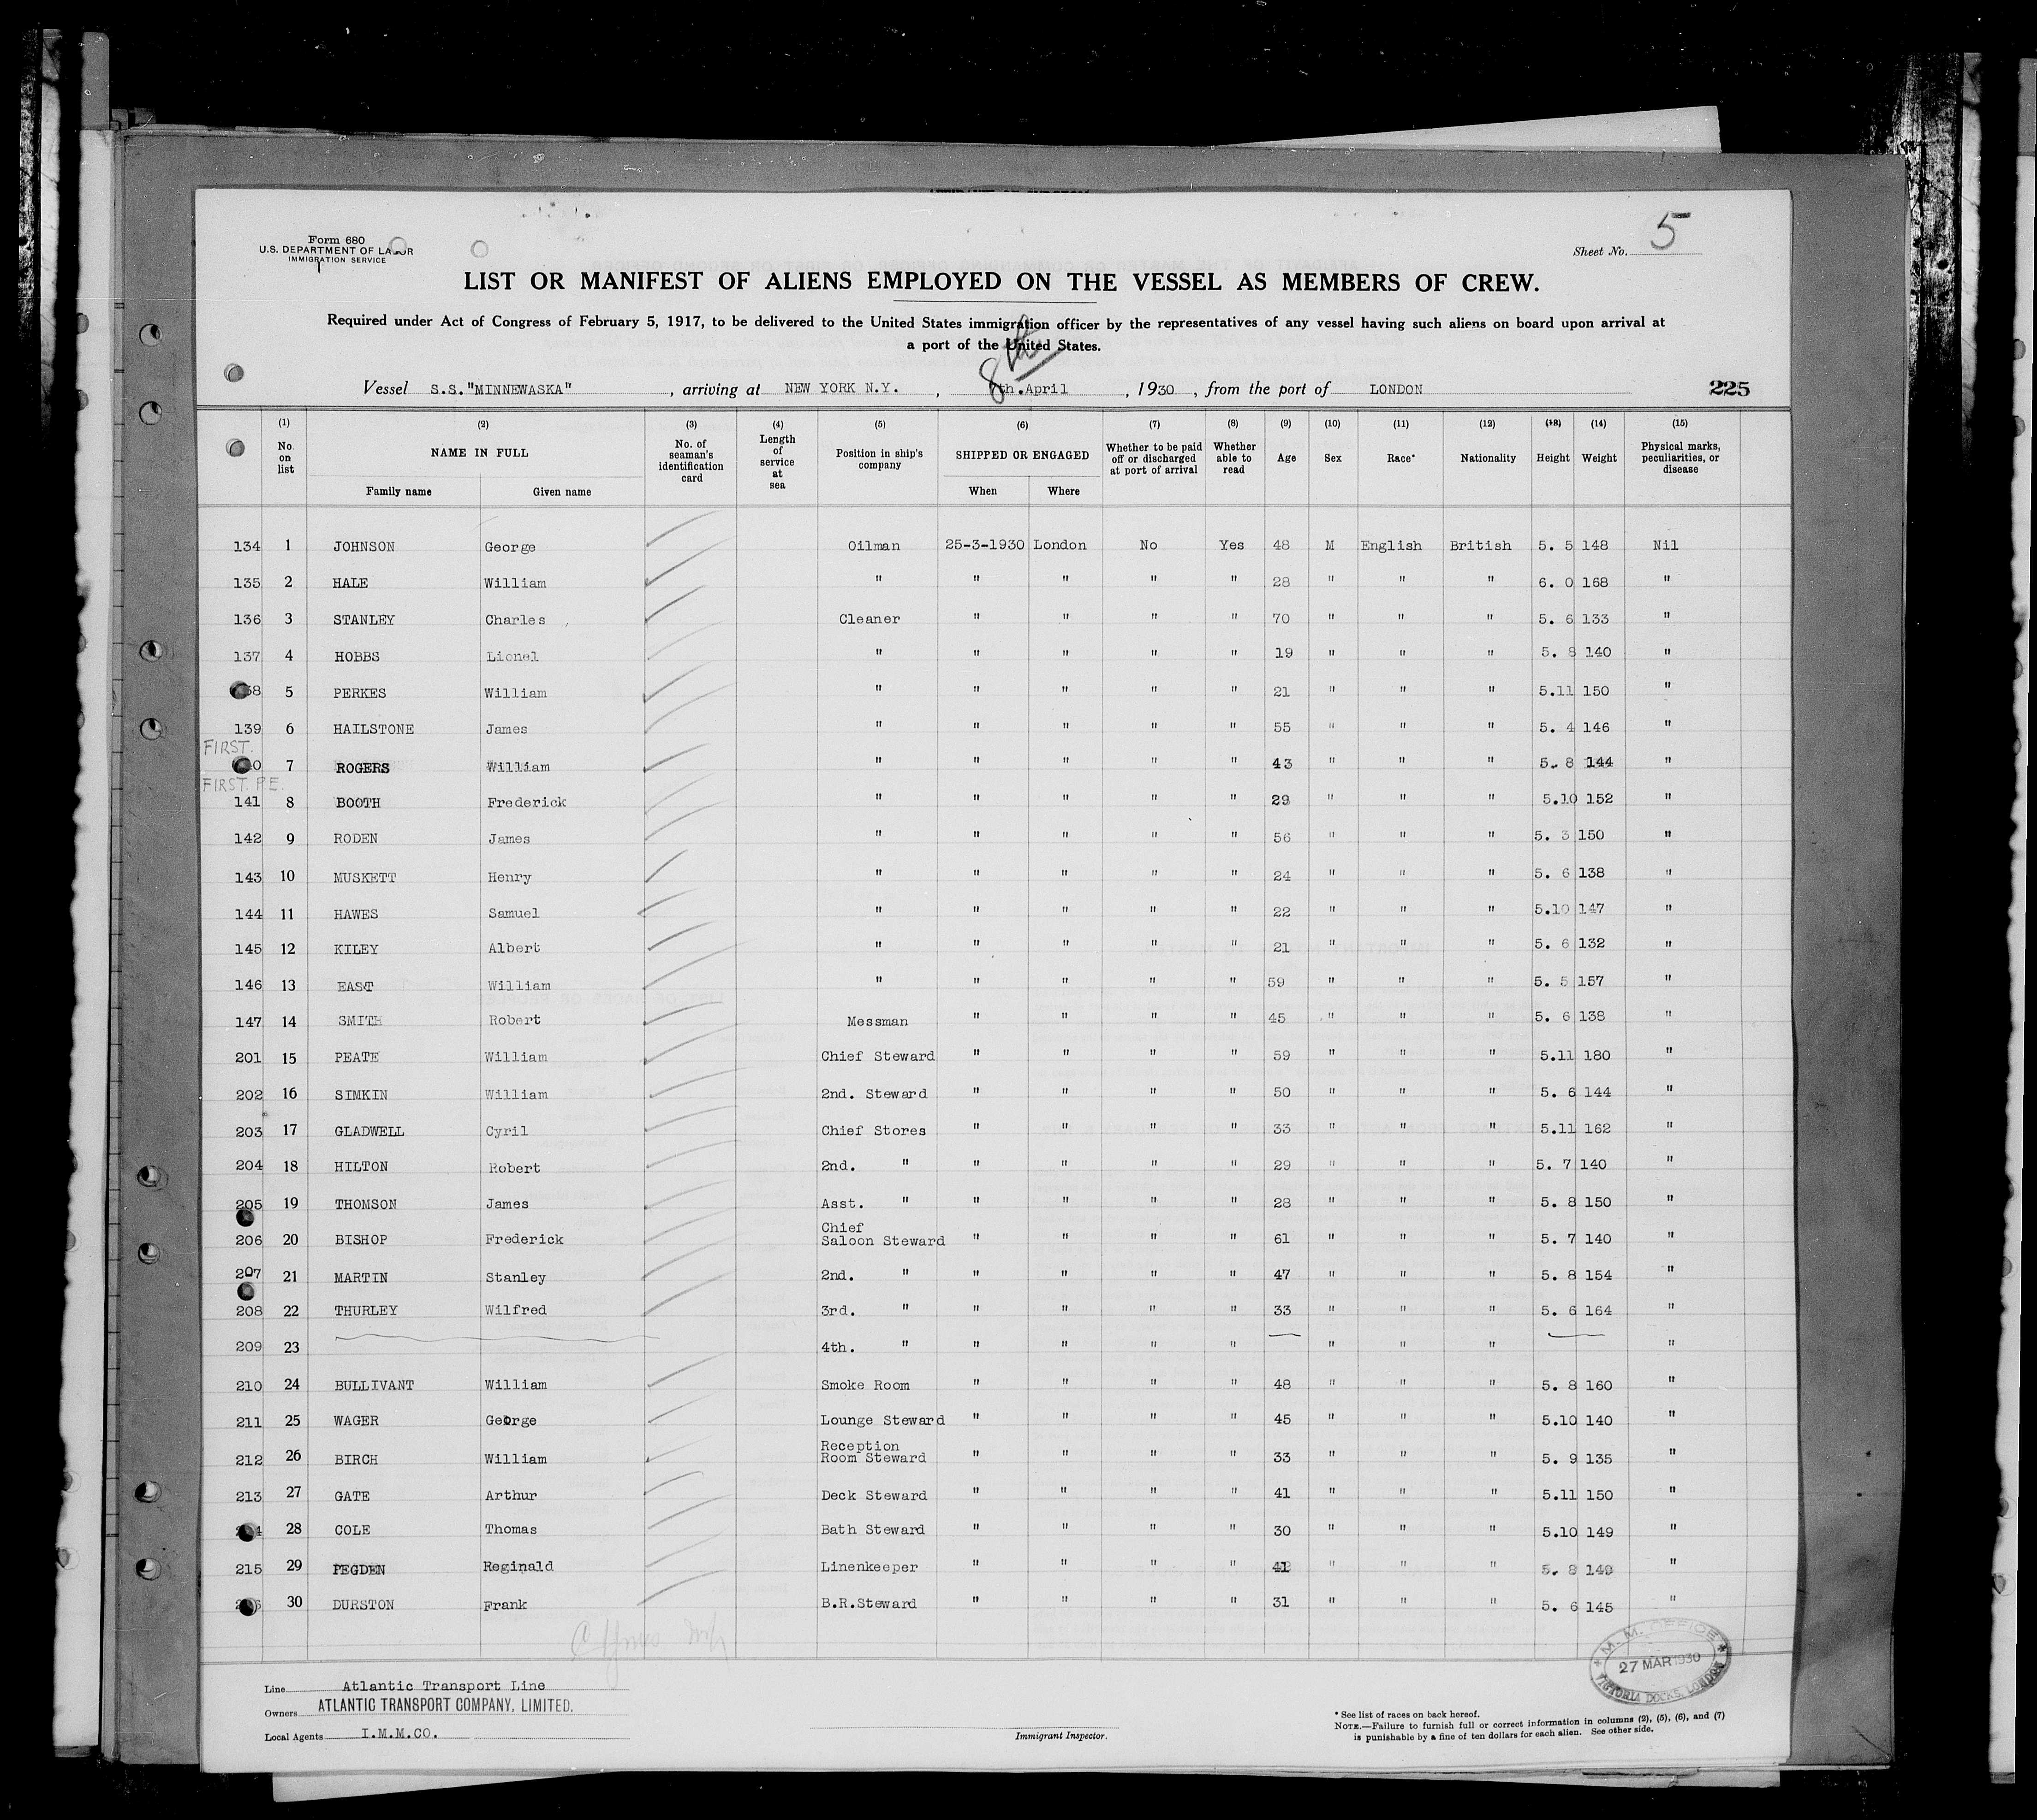 Form 680
U.S. DEPARTMENT OF LABOR
IMMIGRATION SERVICE
Sheet No. 5
LIST OR MANIFEST OF ALIENS EMPLOYED ON THE VESSEL AS MEMBERS OF CREW.
Required under Act of Congress of February 5, 1917, to be delivered to the United States immigration officer by the representatives of any vessel having such aliens on board upon arrival at
a port of the United States.
Vessel S.S."MINNEWASKA" , arriving at NEW YORK N.Y. , 8th April , 1930 , from the port of LONDON 225
(1) (2) (3) (4) (5) (6) (7) (8) (9) (10) (11) (12) (13) (14) (15)
No. on list NAME IN FULL Family name Given name No. of seaman's identification card Length of service at sea Position in ship's company SHIPPED OR ENGAGED When Where Whether to be paid off or discharged at port of arrival Whether able to read Age Sex Race* Nationality Height Weight Physical marks, peculiarities, or disease
134 1 JOHNSON George Oilman 25-3-1930 London No Yes 48 M English British 5. 5 148 Nil
135 2 HALE William " " " " " 28 " " " 6. 0 168 "
136 3 STANLEY Charles Cleaner " " " " 70 " " " 5. 6 133 "
137 4 HOBBS Lionel " " " " " 19 " " " 5. 8 140 "
138 5 PERKES William " " " " " 21 " " " 5.11 150 "
139 6 HAILSTONE James " " " " " 55 " " " 5. 4 146 "
FIRST.
7 ROGERS William " " " " " 43 " " " 5. 8 144 "
FIRST. P.E.
141 8 BOOTH Frederick " " " " " 29 " " " 5.10 152 "
142 9 RODEN James " " " " " 56 " " " 5. 3 150 "
143 10 MUSKETT Henry " " " " " 24 " " " 5. 6 138 "
144 11 HAWES Samuel " " " " " 22 " " " 5.10 147 "
145 12 KILEY Albert " " " " " 21 " " " 5. 6 132 "
146 13 EAST William " " " " " 59 " " " 5. 5 157 "
147 14 SMITH Robert Messman " " " " 45 " " " 5. 6 138 "
201 15 PEATE William Chief Steward " " " " 59 " " " 5.11 180 "
202 16 SIMKIN William 2nd. Steward " " " " 50 " " " 5. 6 144 "
203 17 GLADWELL Cyril Chief Stores " " " " 33 " " " 5.11 162 "
204 18 HILTON Robert 2nd. " " " " " 29 " " " 5. 7 140 "
205 19 THOMSON James Asst. " " " " " 28 " " " 5. 8 150 "
206 20 BISHOP Frederick Chief Saloon Steward " " " " 61 " " " 5. 7 140 "
207 21 MARTIN Stanley 2nd. " " " " " 47 " " " 5. 8 154 "
208 22 THURLEY Wilfred 3rd. " " " " " 33 " " " 5. 6 164 "
209 23 4th. " " " " " " " " "
210 24 BULLIVANT William Smoke Room " " " " 48 " " " 5. 8 160 "
211 25 WAGER George Lounge Steward " " " " 45 " " " 5.10 140 "
212 26 BIRCH William Reception Room Steward " " " " 33 " " " 5. 9 135 "
213 27 GATE Arthur Deck Steward " " " " 41 " " " 5.11 150 "
28 COLE Thomas Bath Steward " " " " 30 " " " 5.10 149 "
215 29 PEGDEN Reginald Linenkeeper " " " " 41 " " " 5. 8 149 "
30 DURSTON Frank B.R.Steward " " " " 31 " " " 5. 6 145 "
M. M. OFFICE
27 MAR 1930
VICTORIA DOCKS, LONDON
Line Atlantic Transport Line
Owners ATLANTIC TRANSPORT COMPANY, LIMITED.
Local Agents I.M.M.CO.
Immigrant Inspector.
* See list of races on back hereof.
NOTE.—Failure to furnish full or correct information in columns (2), (5), (6), and (7)
is punishable by a fine of ten dollars for each alien. See other side.